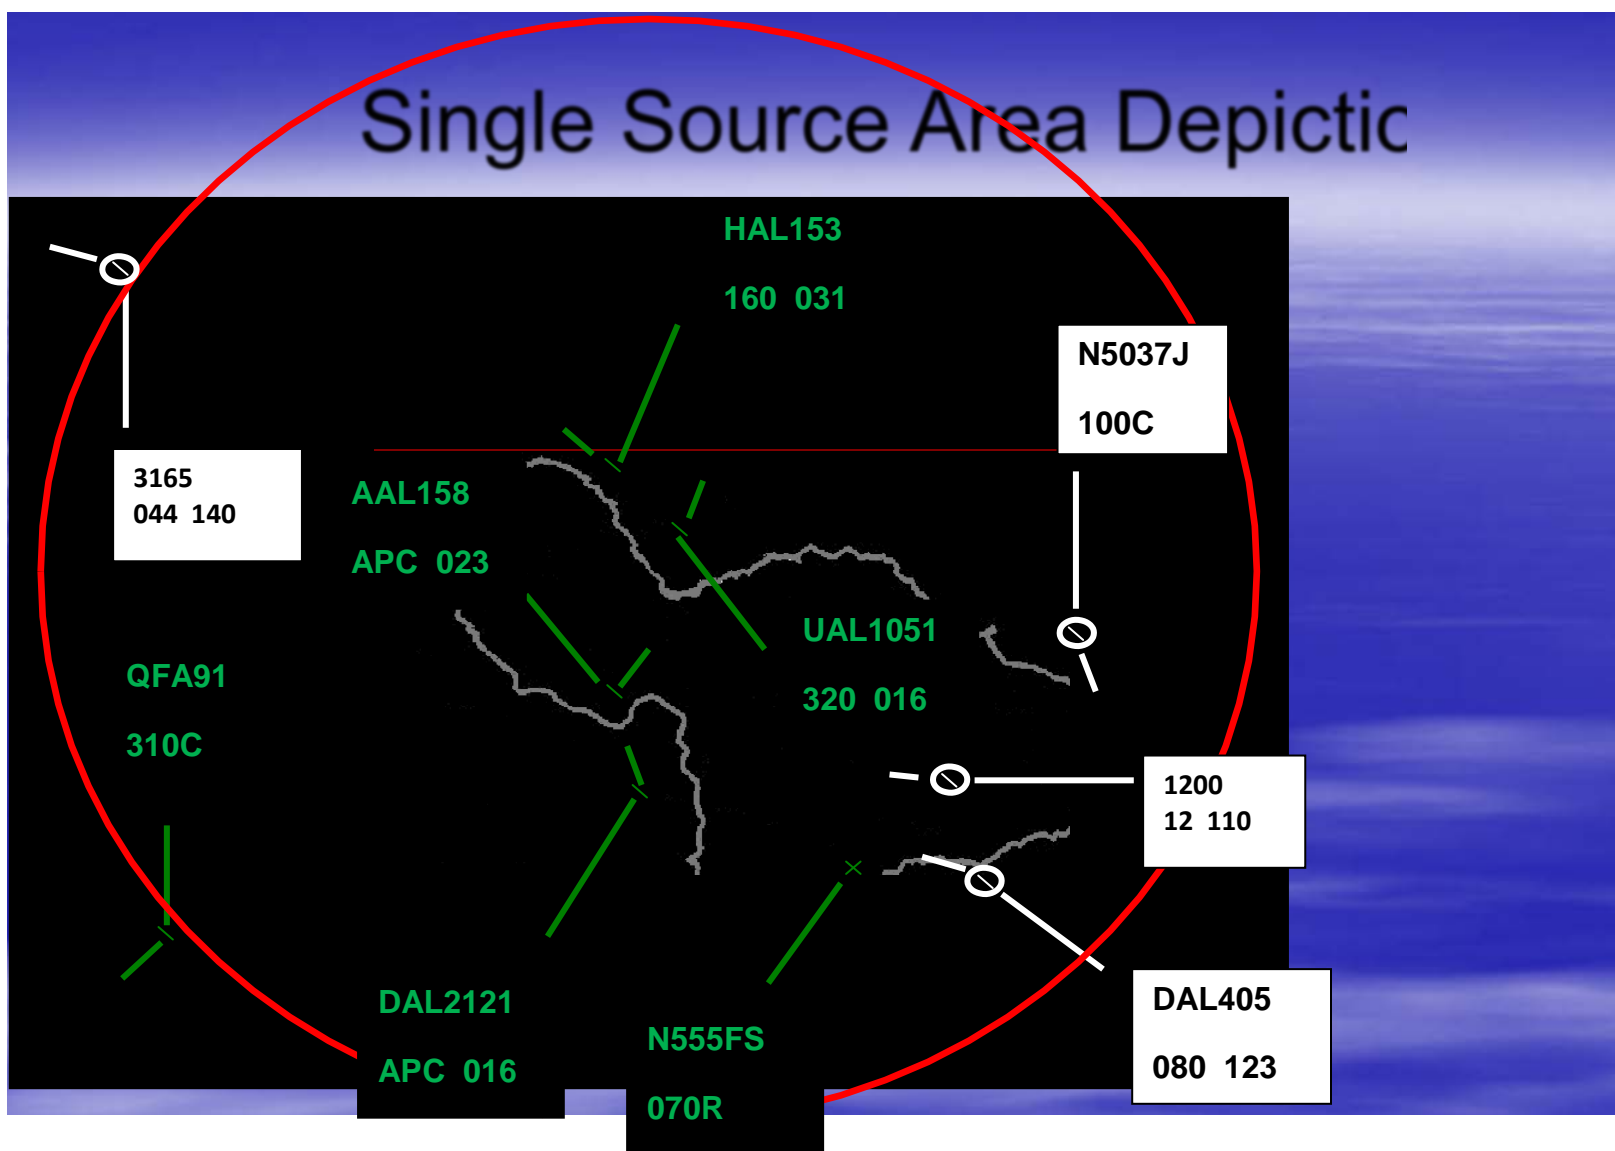 Single Source Area Depictio
HAL153
160 031
N5037J
100C
3165
044 140
AAL158
APC 023
UAL1051
320 016
QFA91
310C
1200
12 110
DAL2121
APC 016
N555FS
070R
DAL405
080 123